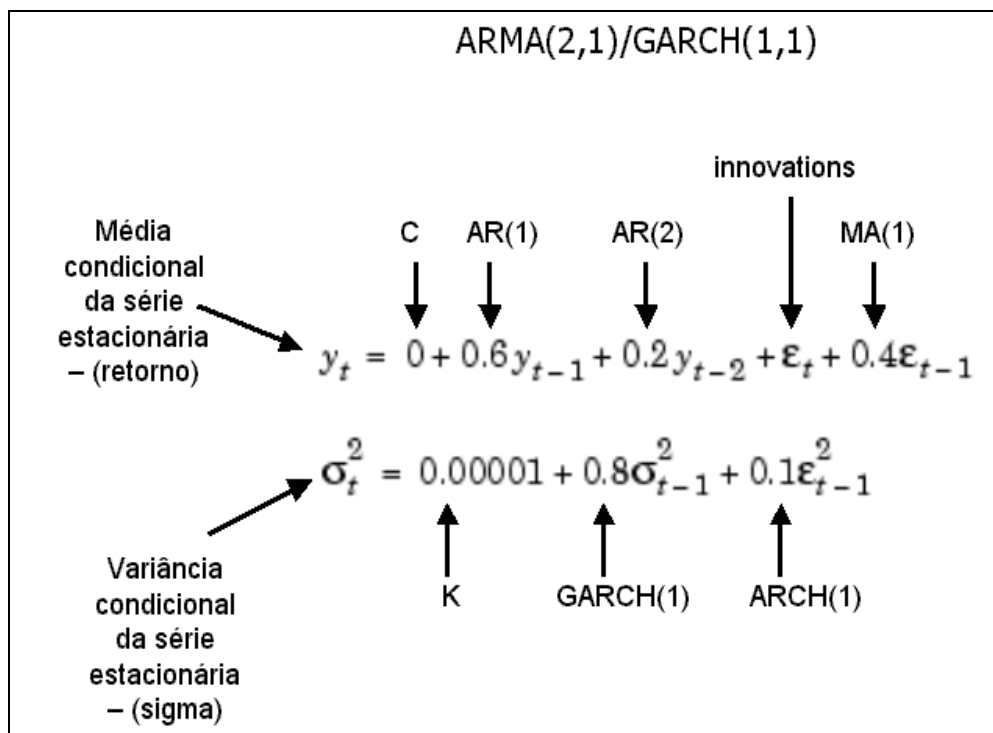 ARMA(2,1)/GARCH(1,1)
innovations
Média
condicional
da série
estacionária
– (retorno)
C AR(1) AR(2) MA(1)
y_t = 0 + 0.6y_{t-1} + 0.2y_{t-2} + ε_t + 0.4ε_{t-1}
σ_t^2 = 0.00001 + 0.8σ_{t-1}^2 + 0.1ε_{t-1}^2
K GARCH(1) ARCH(1)
Variância
condicional
da série
estacionária
– (sigma)